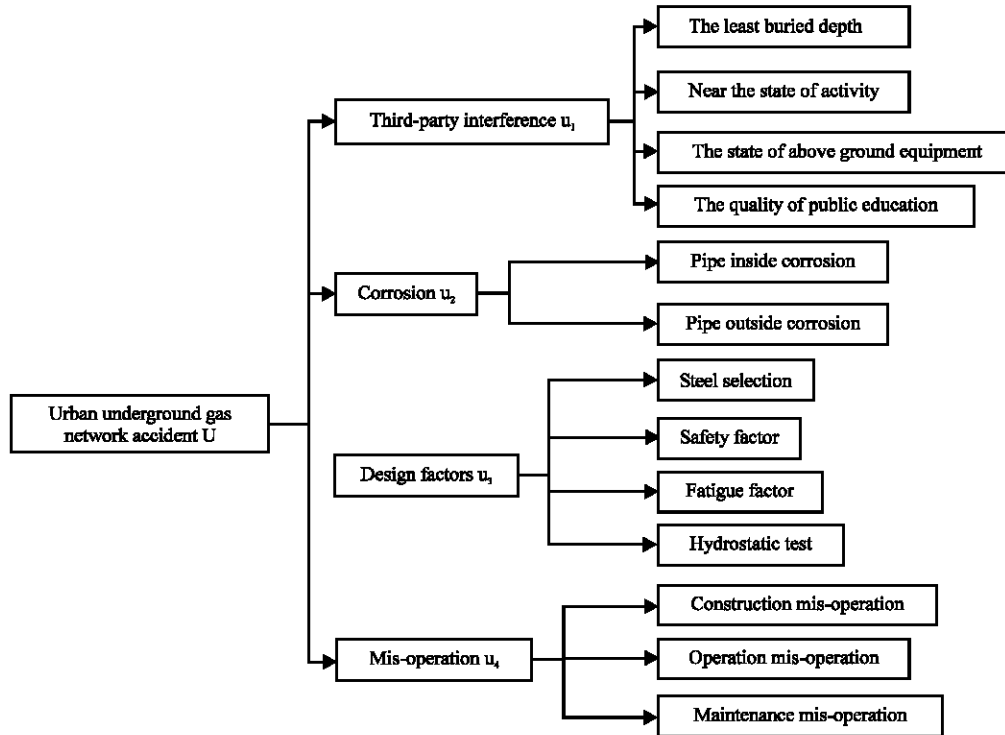 The least buried depth
Near the state of activity
Third-party interference u₁
The state of above ground equipment
The quality of public education
Pipe inside corrosion
Corrosion u₂
Pipe outside corrosion
Steel selection
Urban underground gas
network accident U
Safety factor
Design factors u₃
Fatigue factor
Hydrostatic test
Construction mis-operation
Mis-operation u₄
Operation mis-operation
Maintenance mis-operation